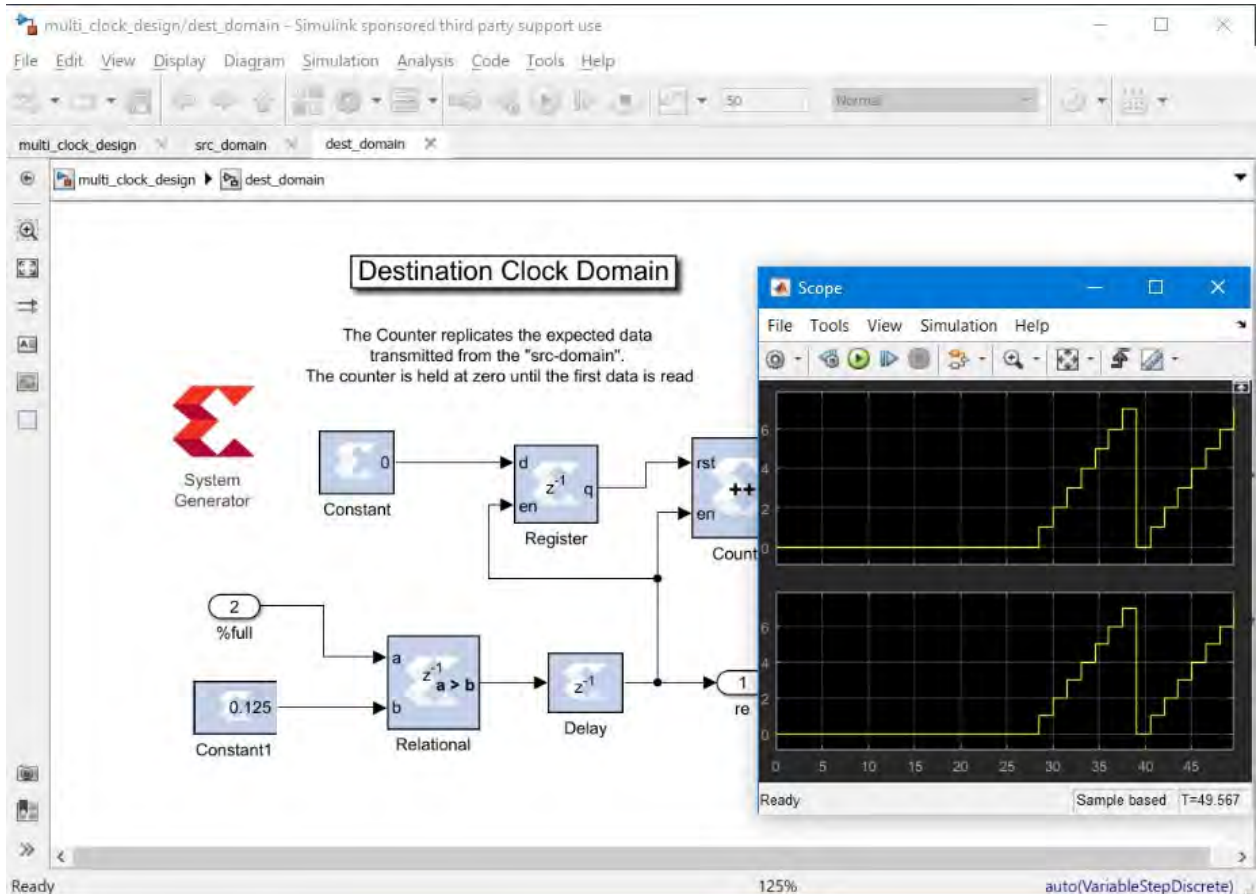 multi_clock_design/dest_domain - Simulink sponsored third party support use
File Edit View Display Diagram Simulation Analysis Code Tools Help
50 Normal
multi_clock_design src_domain dest_domain
multi_clock_design dest_domain
Destination Clock Domain
The Counter replicates the expected data
transmitted from the "src-domain".
The counter is held at zero until the first data is read
System
Generator
0
Constant
d
z-1
q
en
Register
rst
++
en
Count
2
%full
0.125
Constant1
a
z-1
a > b
b
Relational
z-1
Delay
1
re
Scope
File Tools View Simulation Help
6
4
2
0
6
4
2
0
0 5 10 15 20 25 30 35 40 45
Ready Sample based T=49.567
Ready 125% auto(VariableStepDiscrete)